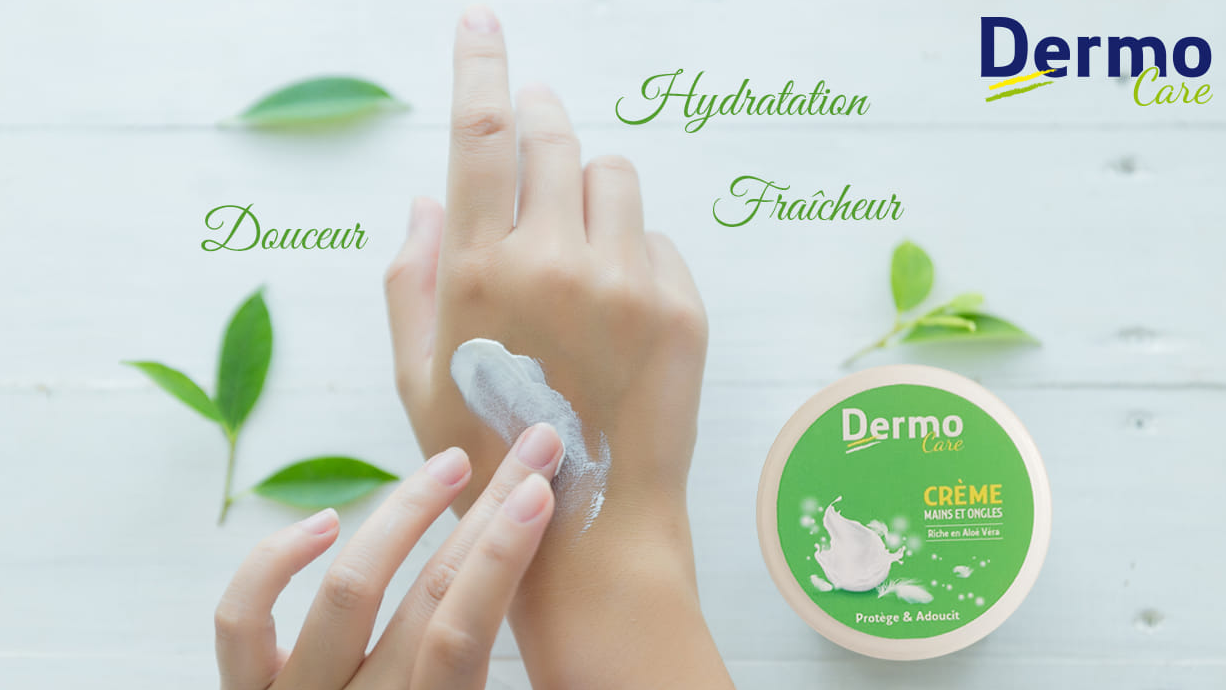 Dermo
Care
Hydratation
Fraîcheur
Douceur
Dermo
Care
CRÈME
MAINS ET ONGLES
Riche en Aloé Véra
Protège & Adoucit